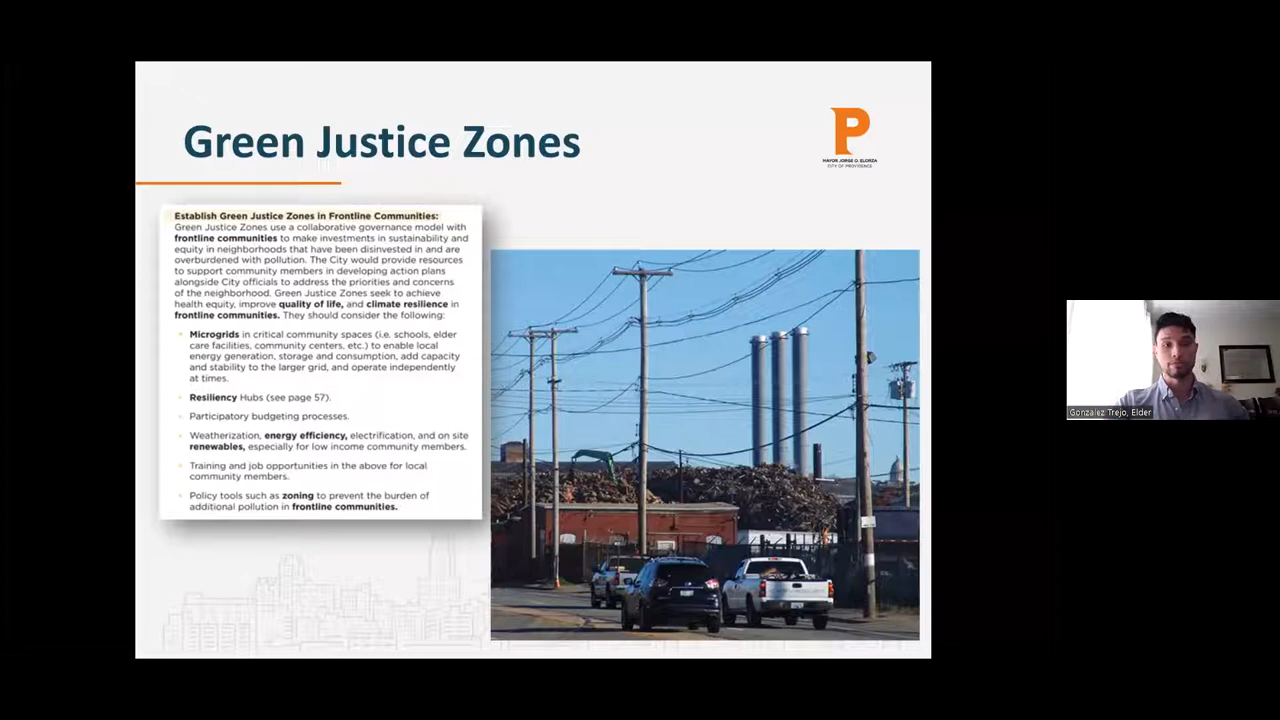 Green Justice Zones
P
MAYOR JORGE O. ELORZA
CITY OF PROVIDENCE
Establish Green Justice Zones in Frontline Communities:
Green Justice Zones use a collaborative governance model with
frontline communities to make investments in sustainability and
equity in neighborhoods that have been disinvested in and are
overburdened with pollution. The City would provide resources
to support community members in developing action plans
alongside City officials to address the priorities and concerns
of the neighborhood. Green Justice Zones seek to achieve
health equity, improve quality of life, and climate resilience in
frontline communities. They should consider the following:
Microgrids in critical community spaces (i.e. schools, elder
care facilities, community centers, etc.) to enable local
energy generation, storage and consumption, add capacity
and stability to the larger grid, and operate independently
at times.
Resiliency Hubs (see page 57).
Participatory budgeting processes.
Weatherization, energy efficiency, electrification, and on site
renewables, especially for low income community members.
Training and job opportunities in the above for local
community members.
Policy tools such as zoning to prevent the burden of
additional pollution in frontline communities.
Gonzalez Trejo, Elder